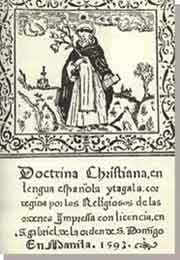 Doctrina Christiana, en
lengua española ytagala, cor
regida por los Religiosos de las
ordenes Impressa con licencia, en
S. gabriel. de la orden de. S. Domĩgo
En Manila. 1593.